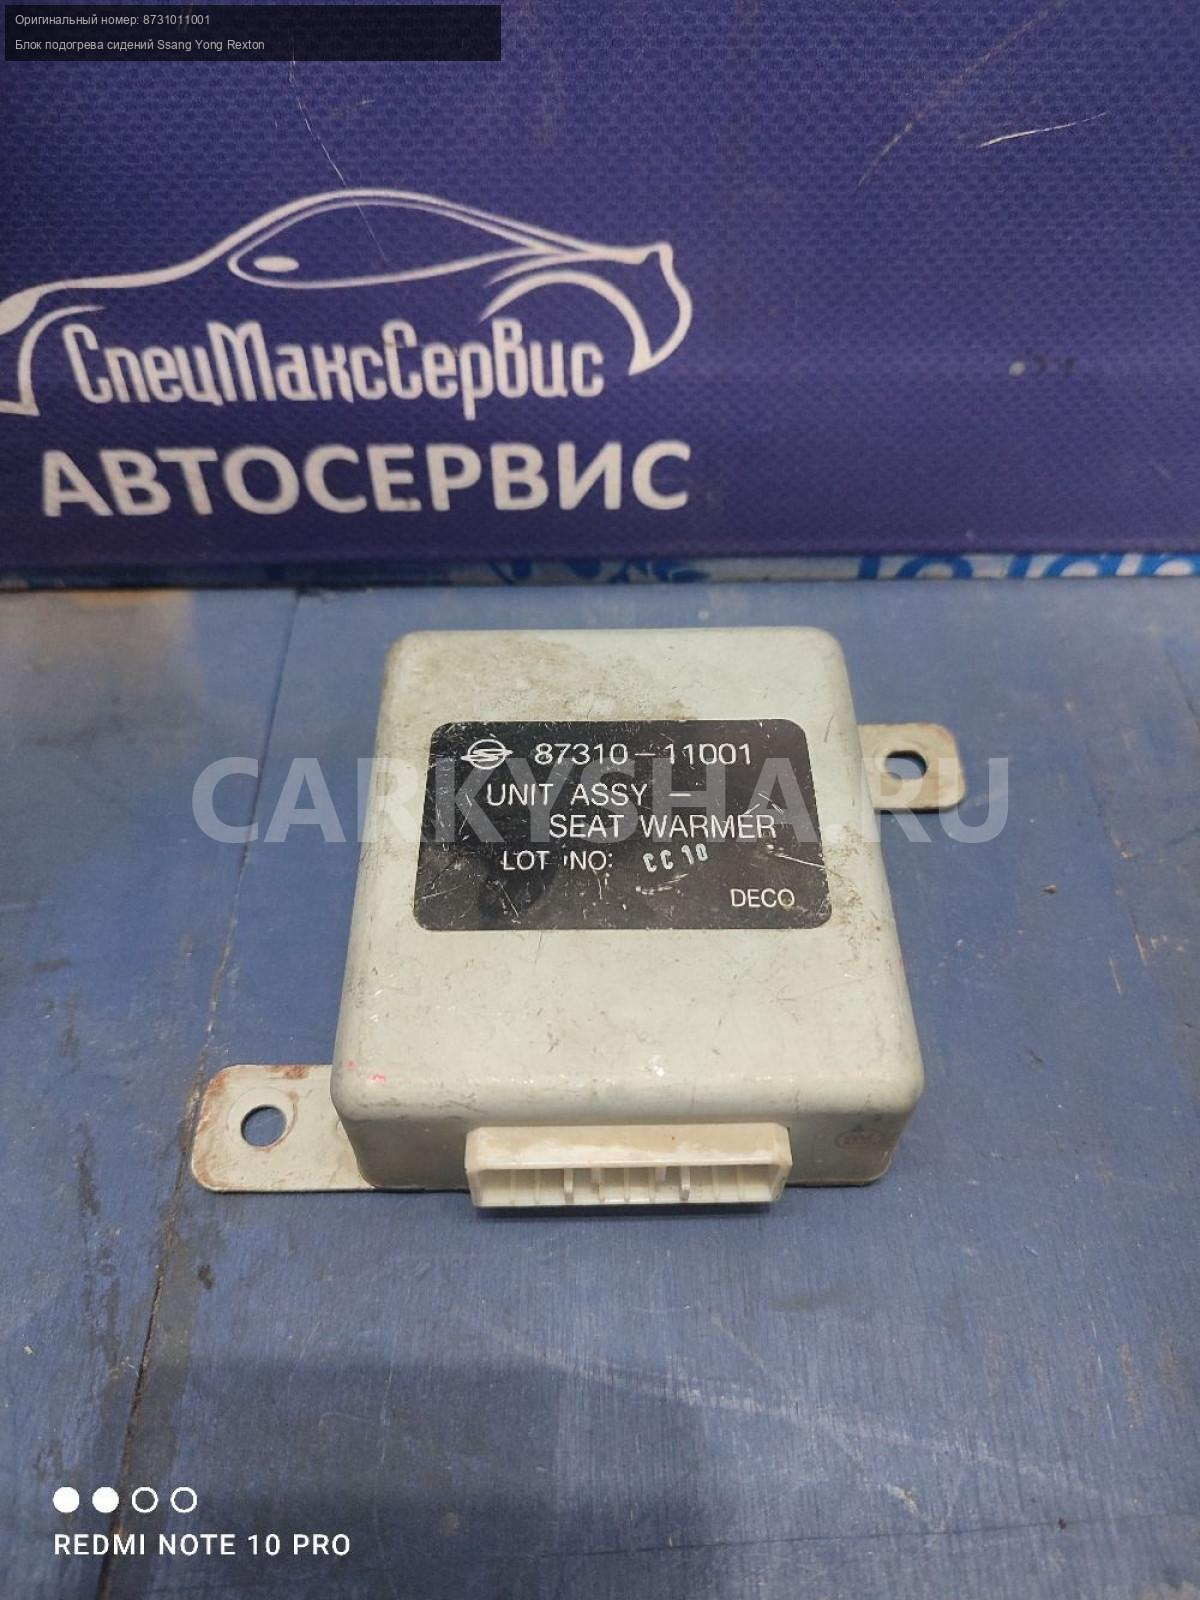 Оригинальный номер: 8731011001
Блок подогрева сидений Ssang Yong Rexton
СпецМаксСервис
АВТОСЕРВИС
87310-11001
UNIT ASSY -
SEAT WARMER
LOT NO: CC10
DECO
CARKYSHA.RU
REDMI NOTE 10 PRO